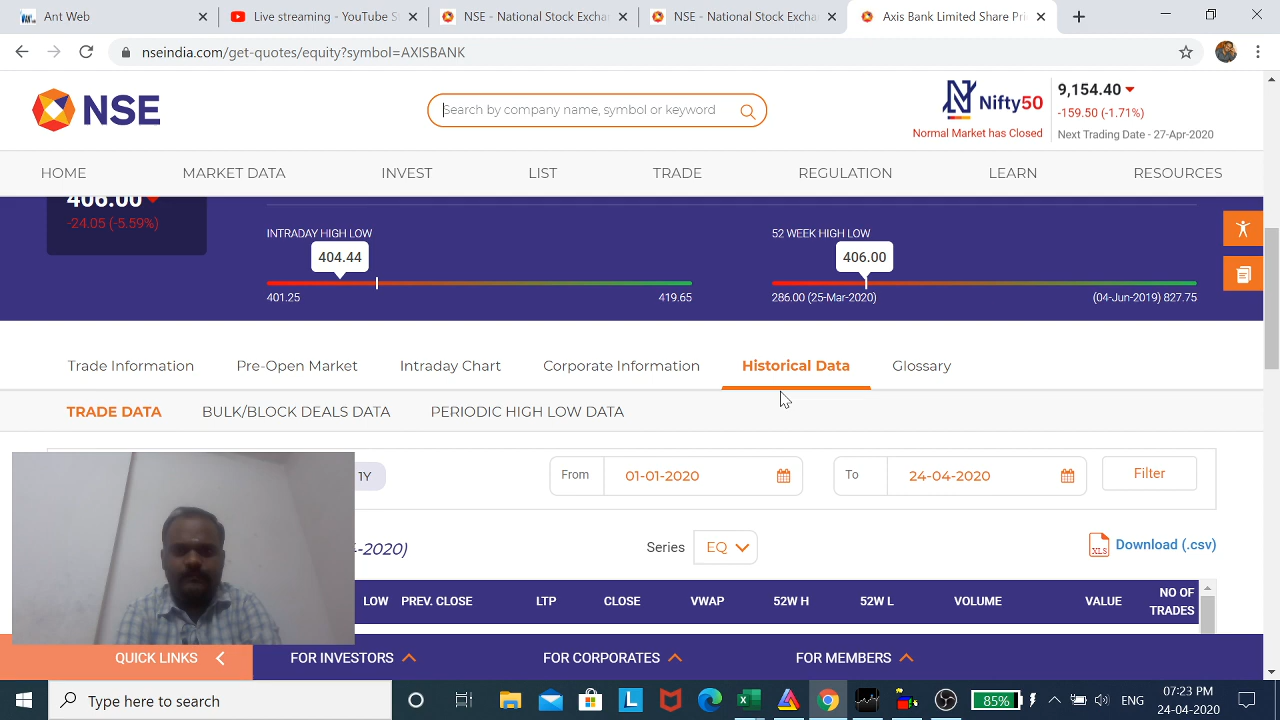 Ant Web
Live streaming - YouTube S
NSE - National Stock Exchan
NSE - National Stock Exchan
Axis Bank Limited Share Pri
nseindia.com/get-quotes/equity?symbol=AXISBANK
NSE
Search by company name, symbol or keyword
Nifty50
9,154.40
-159.50 (-1.71%)
Normal Market has Closed
Next Trading Date - 27-Apr-2020
HOME
MARKET DATA
INVEST
LIST
TRADE
REGULATION
LEARN
RESOURCES
406.00
-24.05 (-5.59%)
INTRADAY HIGH LOW
404.44
401.25
419.65
52 WEEK HIGH LOW
406.00
286.00 (25-Mar-2020)
(04-Jun-2019) 827.75
Trade Information
Pre-Open Market
Intraday Chart
Corporate Information
Historical Data
Glossary
TRADE DATA
BULK/BLOCK DEALS DATA
PERIODIC HIGH LOW DATA
1Y
From
01-01-2020
To
24-04-2020
Filter
-2020)
Series
EQ
XLS
Download (.csv)
LOW
PREV. CLOSE
LTP
CLOSE
VWAP
52W H
52W L
VOLUME
VALUE
NO OF
TRADES
QUICK LINKS
FOR INVESTORS
FOR CORPORATES
FOR MEMBERS
Type here to search
L
85%
ENG
07:23 PM
24-04-2020